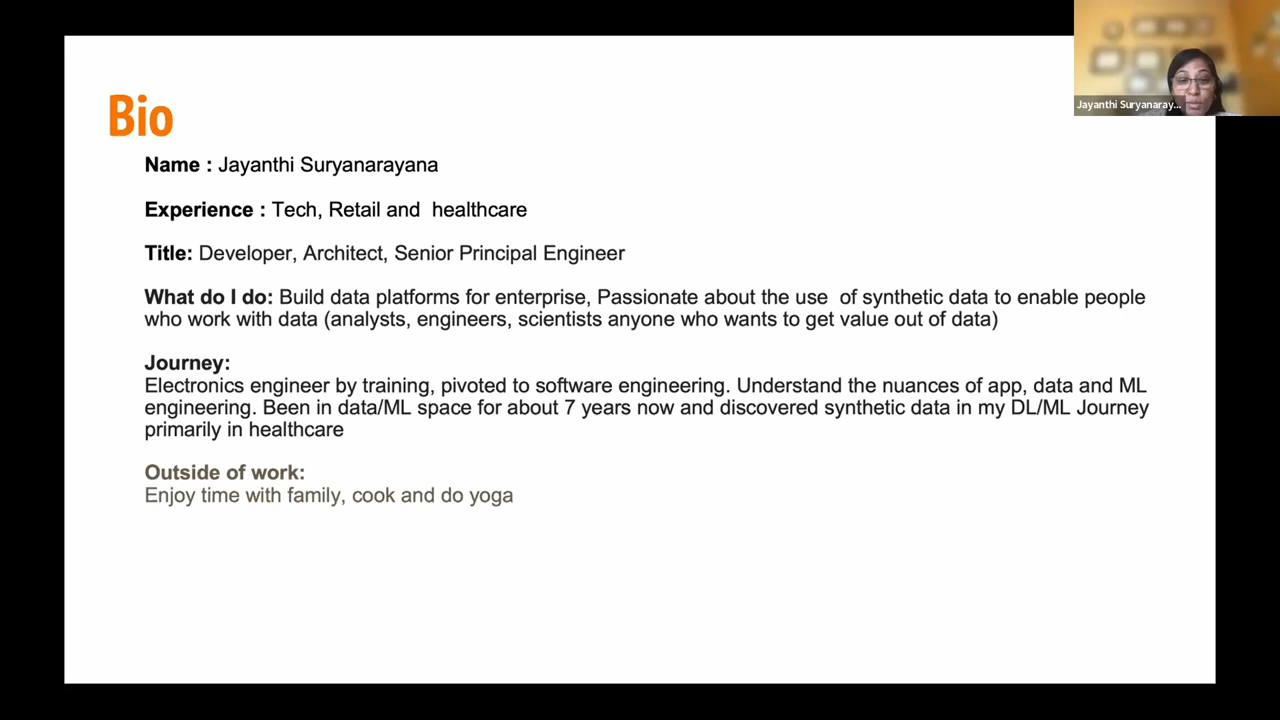 Bio
Name : Jayanthi Suryanarayana
Experience : Tech, Retail and  healthcare
Title: Developer, Architect, Senior Principal Engineer
What do I do: Build data platforms for enterprise, Passionate about the use  of synthetic data to enable people
who work with data (analysts, engineers, scientists anyone who wants to get value out of data)
Journey:
Electronics engineer by training, pivoted to software engineering. Understand the nuances of app, data and ML
engineering. Been in data/ML space for about 7 years now and discovered synthetic data in my DL/ML Journey
primarily in healthcare
Outside of work:
Enjoy time with family, cook and do yoga
Jayanthi Suryanaray...